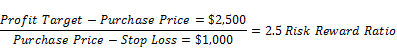 Profit Target − Purchase Price = $2,500
Purchase Price − Stop Loss = $1,000
= 2.5 Risk Reward Ratio